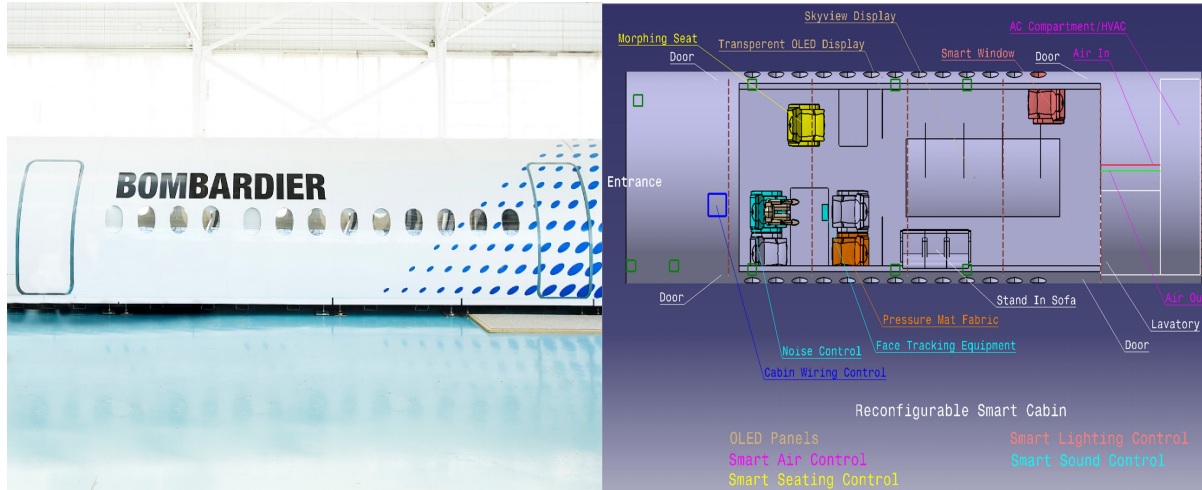 BOMBARDIER
Skyview Display
AC Compartment/HVAC
Morphing Seat
Transperent OLED Display
Smart Window
Air In
Door
Door
Entrance
Stand In Sofa
Air Ou
Door
Pressure Mat Fabric
Lavatory
Noise Control
Face Tracking Equipment
Door
Cabin Wiring Control
Reconfigurable Smart Cabin
OLED Panels
Smart Lighting Control
Smart Air Control
Smart Sound Control
Smart Seating Control